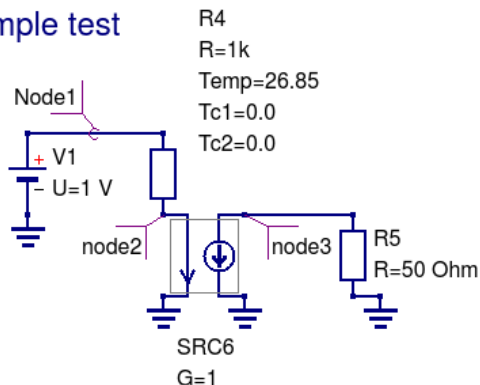 mple test
R4
R=1k
Temp=26.85
Tc1=0.0
Tc2=0.0
Node1
+ V1
− U=1 V
node2
node3
R5
R=50 Ohm
SRC6
G=1